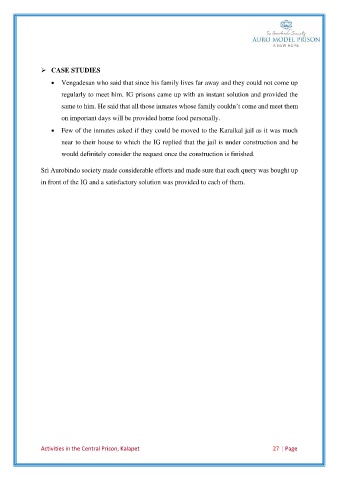 Sri Aurobindo Society
AURO MODEL PRISON
A NEW HOPE
➢ CASE STUDIES
• Vengadesan who said that since his family lives far away and they could not come up
regularly to meet him. IG prisons came up with an instant solution and provided the
same to him. He said that all those inmates whose family couldn't come and meet them
on important days will be provided home food personally.
• Few of the inmates asked if they could be moved to the Karaikal jail as it was much
near to their house to which the IG replied that the jail is under construction and he
would definitely consider the request once the construction is finished.
Sri Aurobindo society made considerable efforts and made sure that each query was bought up
in front of the IG and a satisfactory solution was provided to each of them.
Activities in the Central Prison, Kalapet 27 | Page